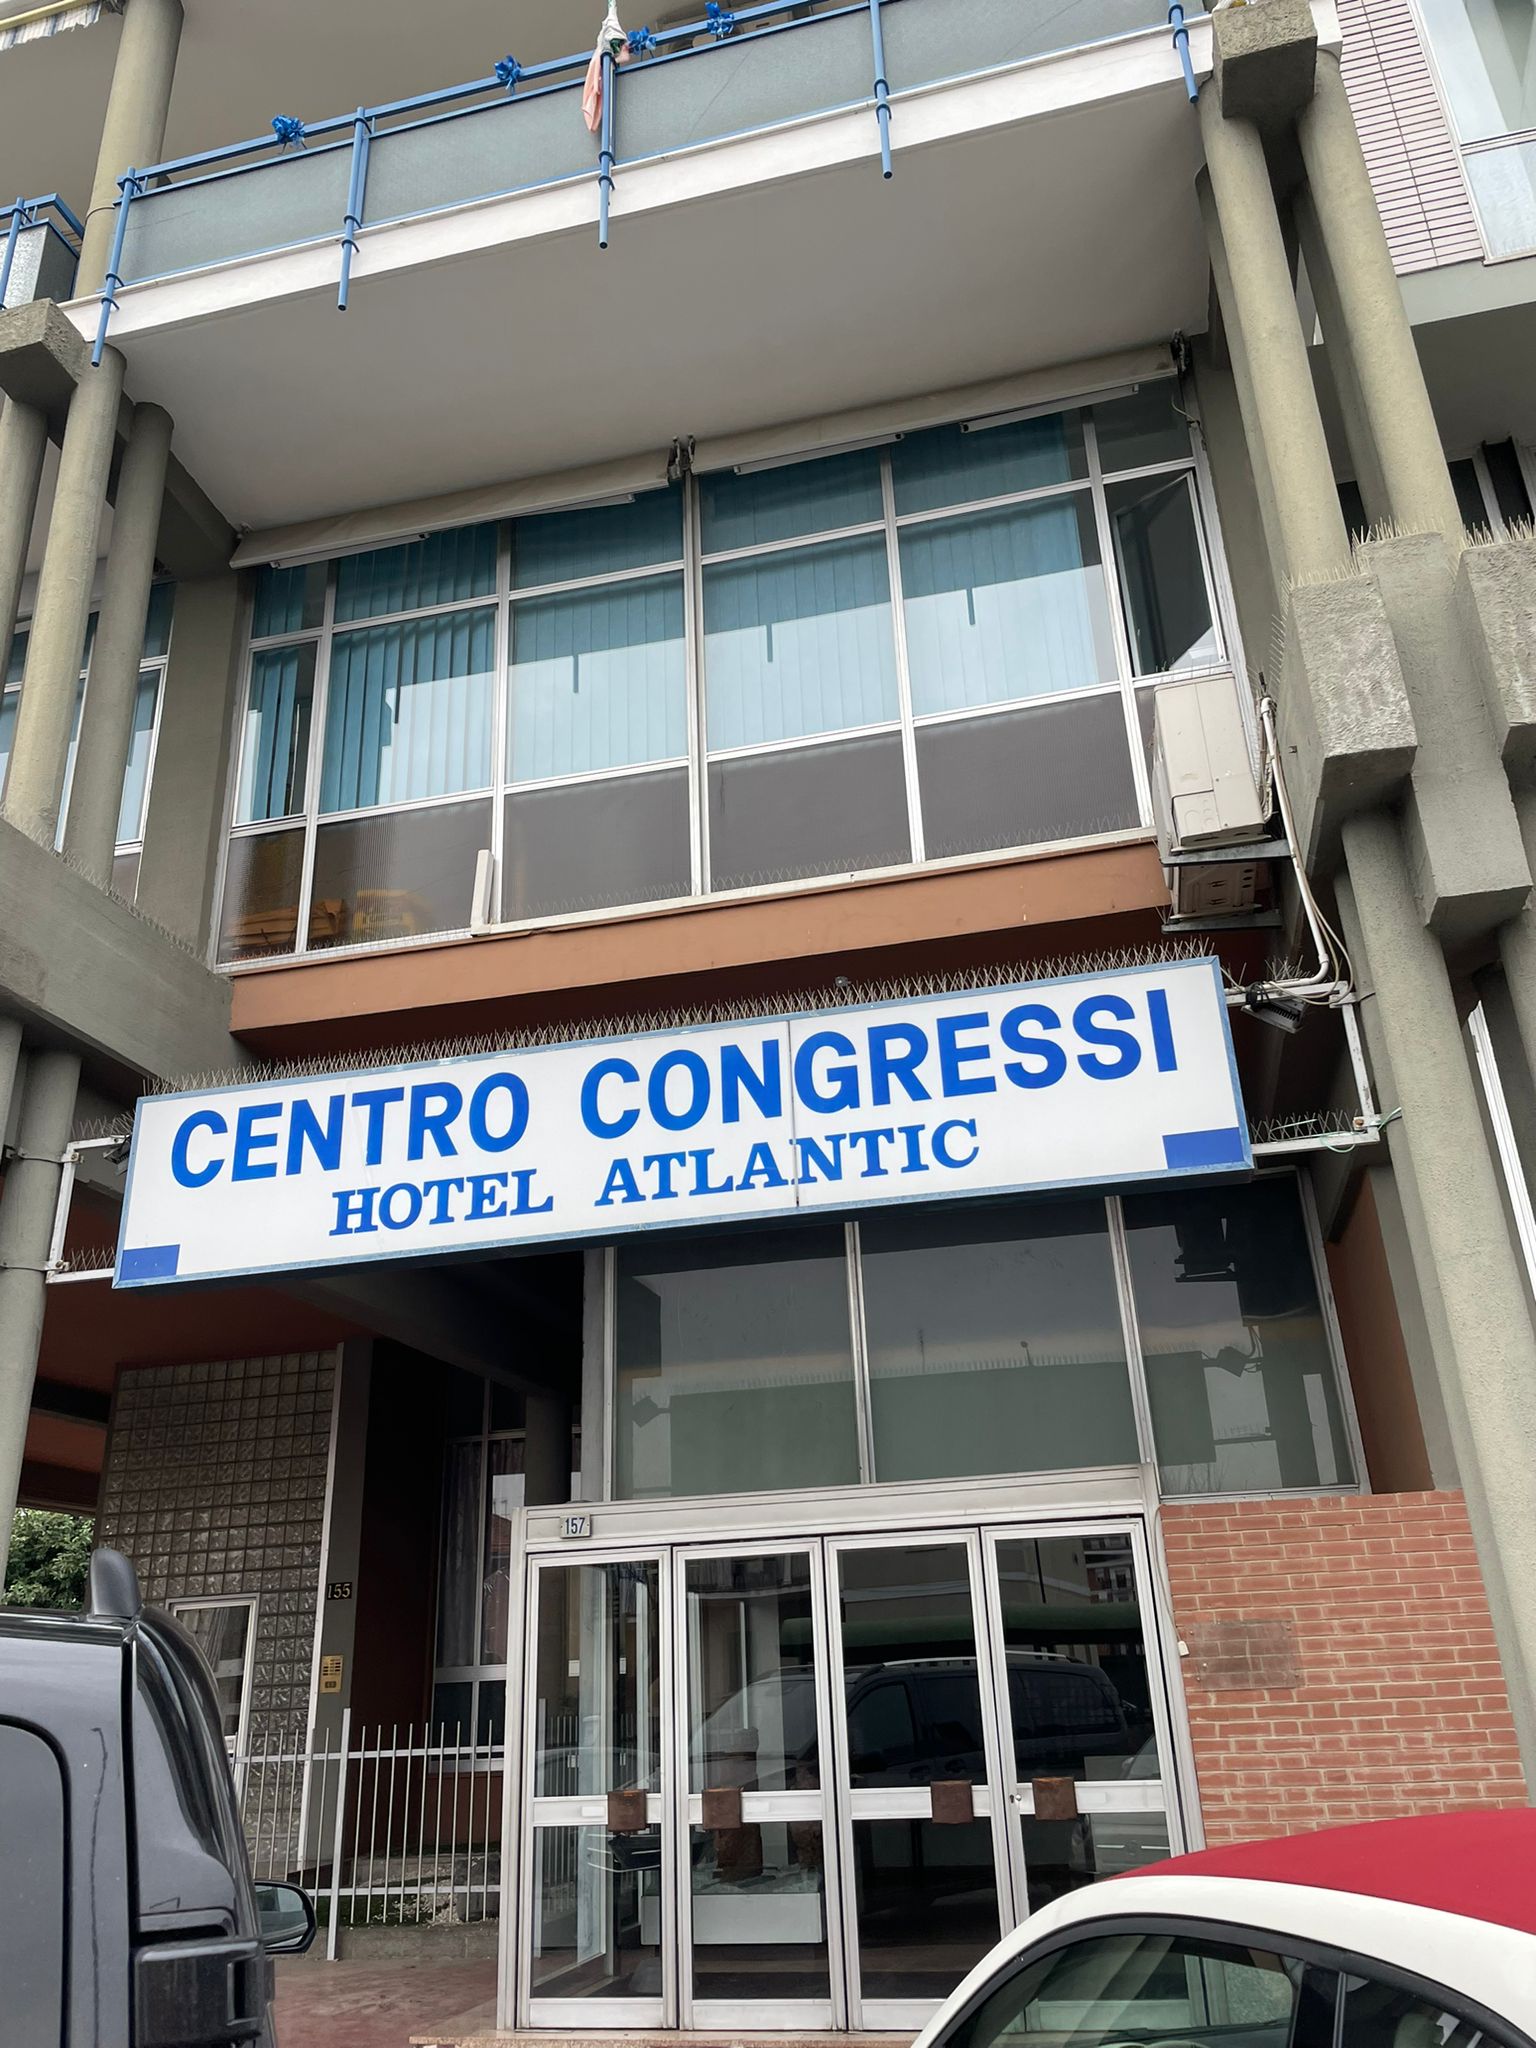 CENTRO CONGRESSI
HOTEL ATLANTIC
157
155